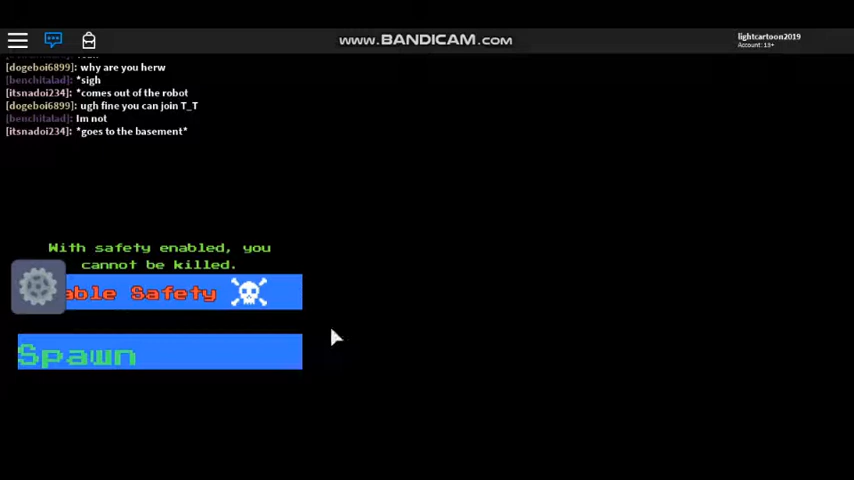 www.BANDICAM.com
lightcartoon2019
Account: 13+
[dogeboi6899]: why are you herw
[benchitalad]: *sigh
[itsnadoi234]: *comes out of the robot
[dogeboi6899]: ugh fine you can join T_T
[benchitalad]: Im not
[itsnadoi234]: *goes to the basement*
With safety enabled, you
cannot be killed.
able Safety
Spawn